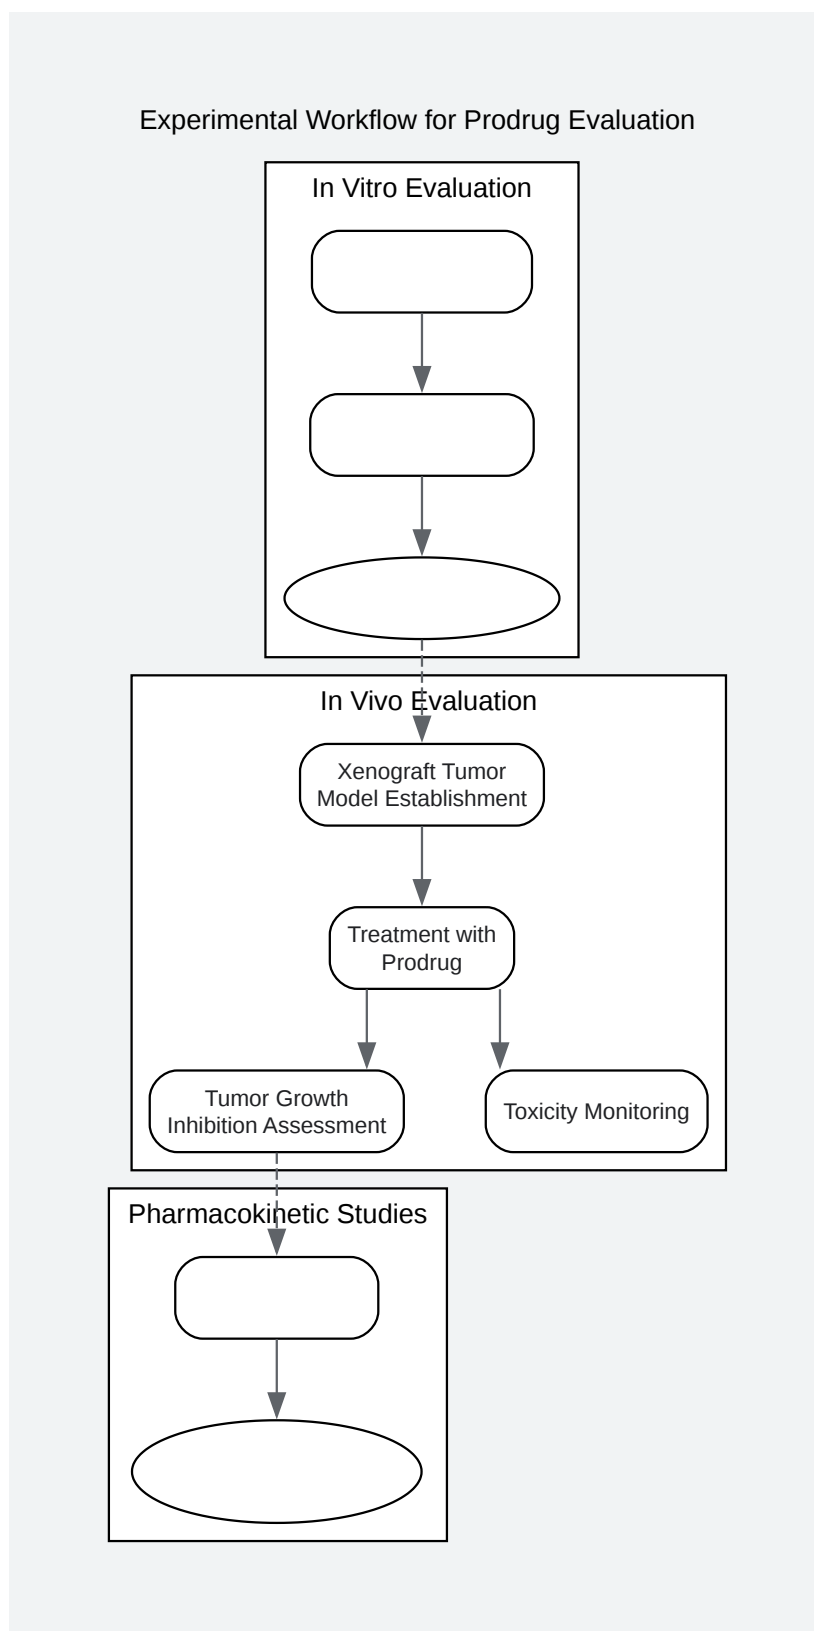 Experimental Workflow for Prodrug Evaluation
In Vitro Evaluation
In Vivo Evaluation
Xenograft Tumor
Model Establishment
Treatment with
Prodrug
Tumor Growth
Inhibition Assessment
Toxicity Monitoring
Pharmacokinetic Studies